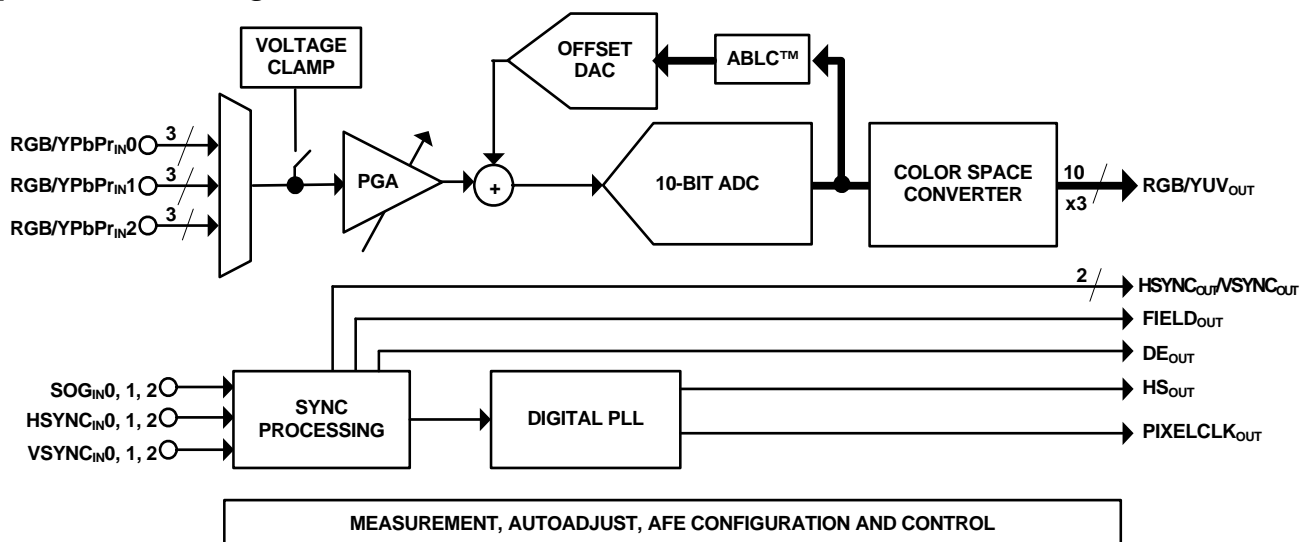 VOLTAGE
CLAMP
OFFSET
DAC
ABLC™
RGB/YPbPrIN0
3
RGB/YPbPrIN1
3
RGB/YPbPrIN2
3
PGA
+
10-BIT ADC
COLOR SPACE
CONVERTER
10
x3
RGB/YUVOUT
2
HSYNCOUT/VSYNCOUT
FIELDOUT
DEOUT
HSOUT
PIXELCLKOUT
SOGIN0, 1, 2
HSYNCIN0, 1, 2
VSYNCIN0, 1, 2
SYNC
PROCESSING
DIGITAL PLL
MEASUREMENT, AUTOADJUST, AFE CONFIGURATION AND CONTROL